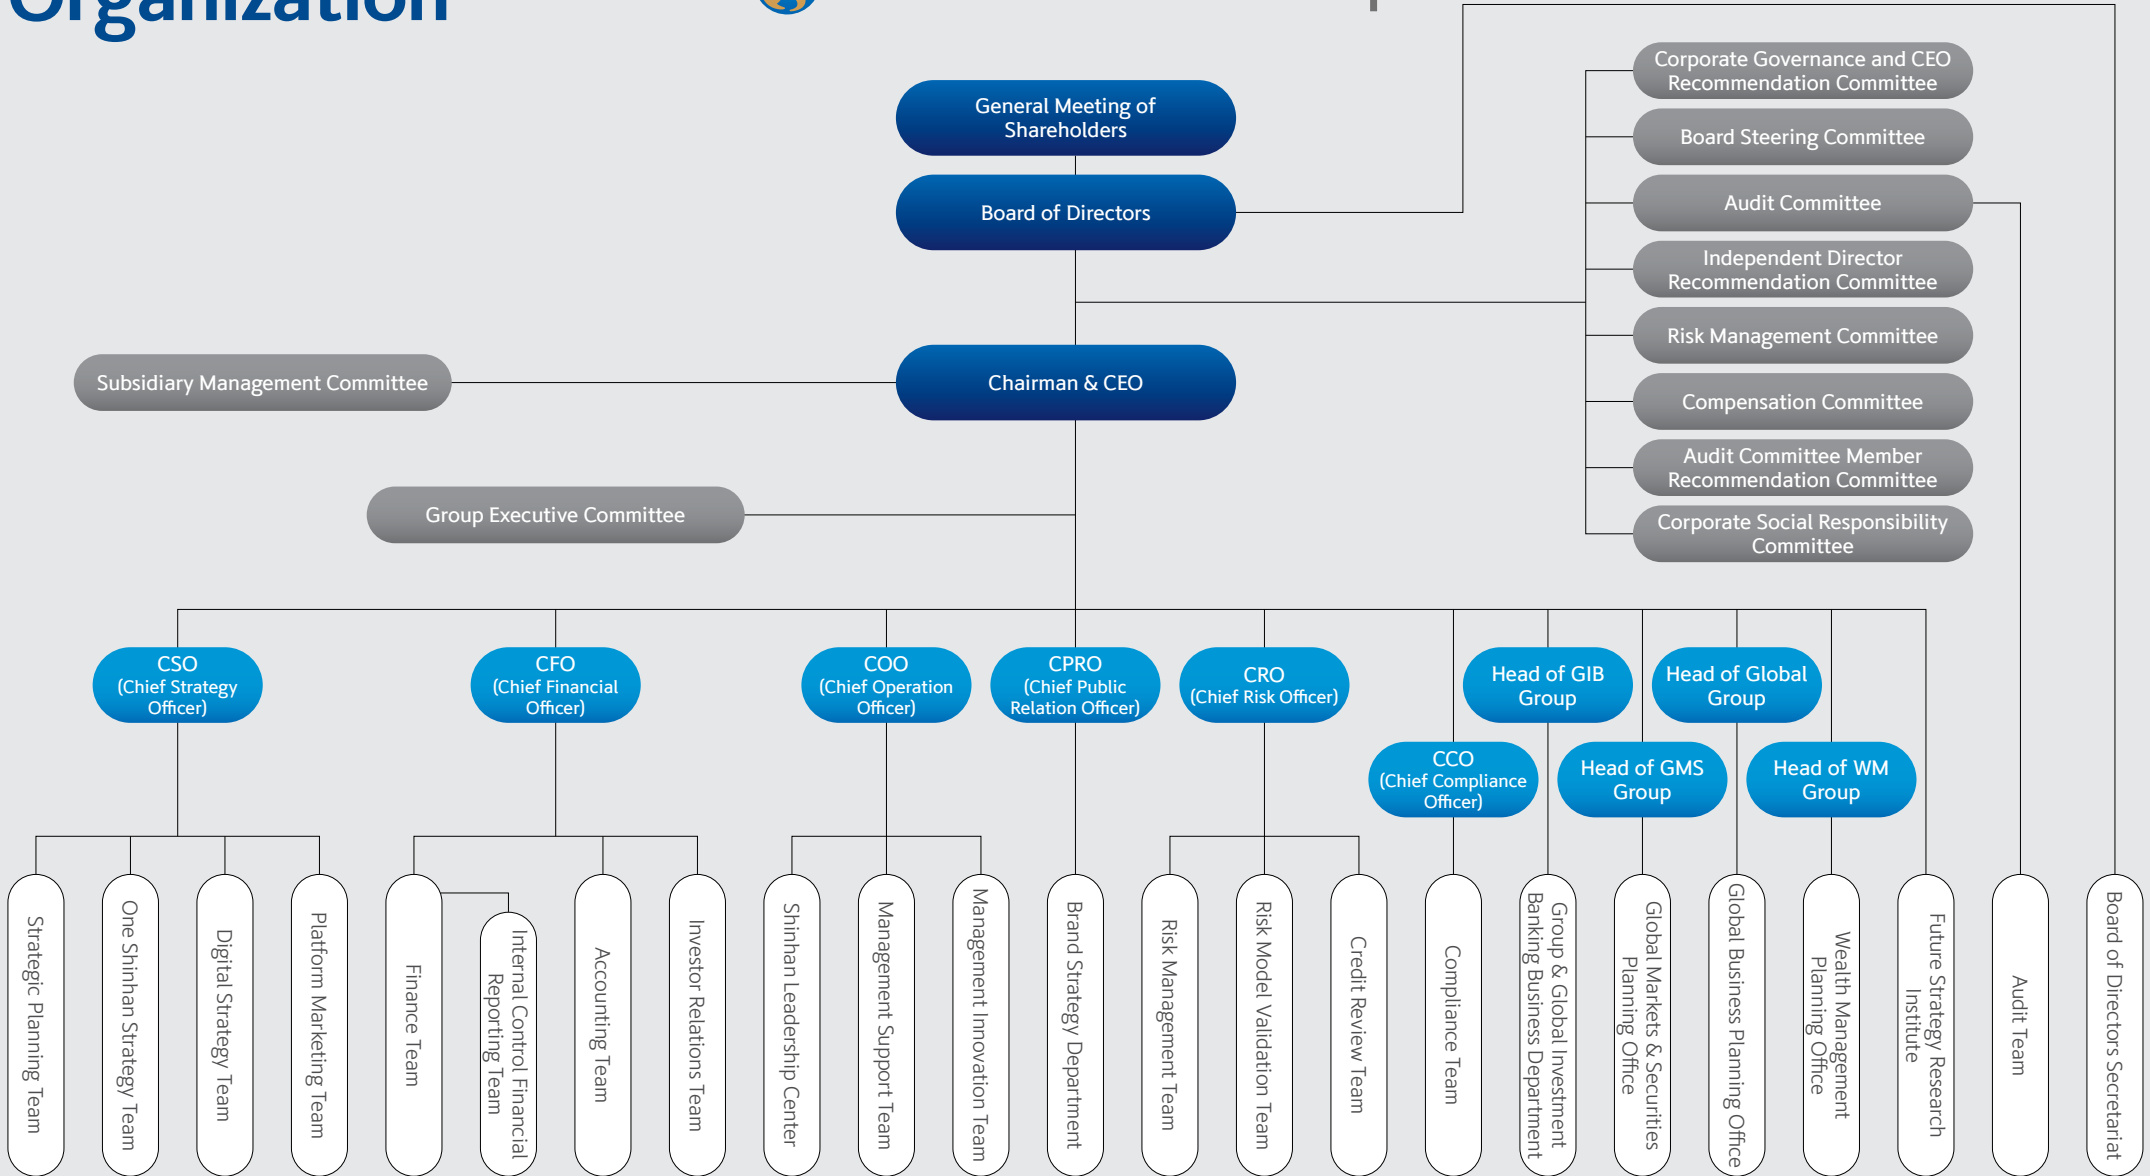 Organization
General Meeting of
Shareholders
Board of Directors
Chairman & CEO
Subsidiary Management Committee
Group Executive Committee
Corporate Governance and CEO
Recommendation Committee
Board Steering Committee
Audit Committee
Independent Director
Recommendation Committee
Risk Management Committee
Compensation Committee
Audit Committee Member
Recommendation Committee
Corporate Social Responsibility
Committee
CSO
(Chief Strategy
Officer)
CFO
(Chief Financial
Officer)
COO
(Chief Operation
Officer)
CPRO
(Chief Public
Relation Officer)
CRO
(Chief Risk Officer)
CCO
(Chief Compliance
Officer)
Head of GIB
Group
Head of GMS
Group
Head of Global
Group
Head of WM
Group
Strategic Planning Team
One Shinhan Strategy Team
Digital Strategy Team
Platform Marketing Team
Finance Team
Internal Control Financial
Reporting Team
Accounting Team
Investor Relations Team
Shinhan Leadership Center
Management Support Team
Management Innovation Team
Brand Strategy Department
Risk Management Team
Risk Model Validation Team
Credit Review Team
Compliance Team
Group & Global Investment
Banking Business Department
Global Markets & Securities
Planning Office
Global Business Planning Office
Wealth Management
Planning Office
Future Strategy Research
Institute
Audit Team
Board of Directors Secretariat